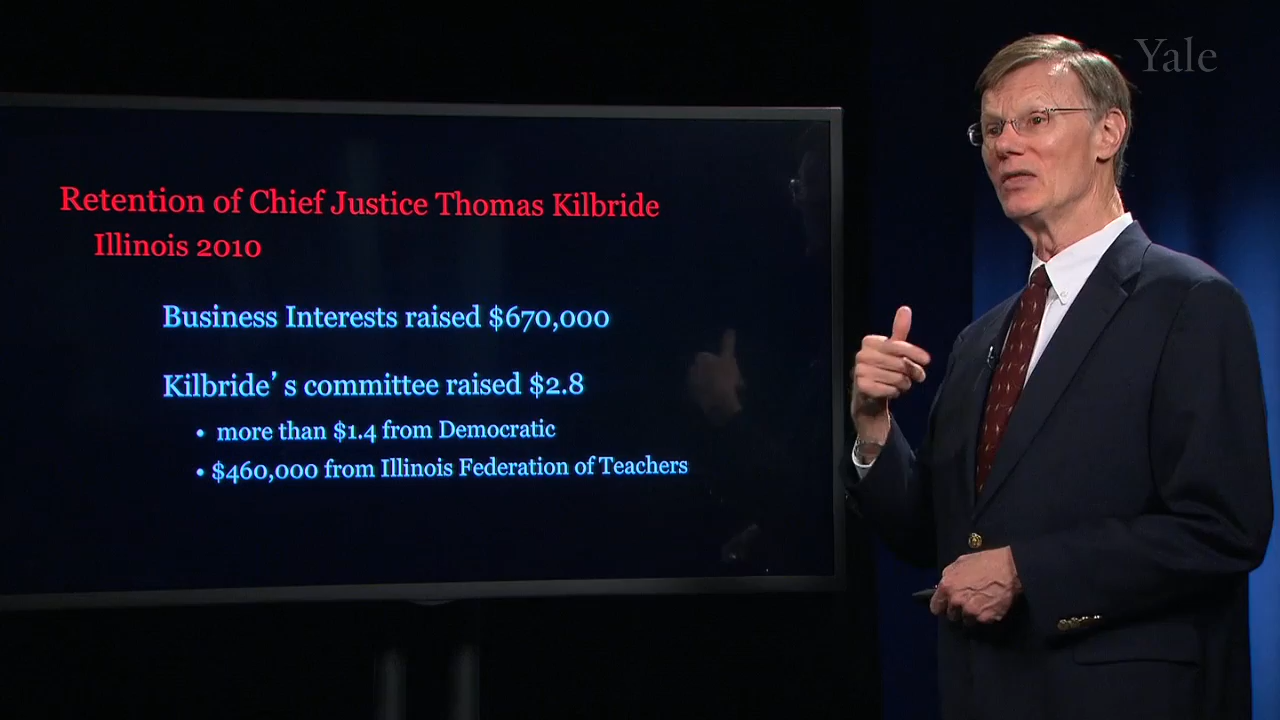 Yale
Retention of Chief Justice Thomas Kilbride
Illinois 2010
Business Interests raised $670,000
Kilbride’s committee raised $2.8
• more than $1.4 from Democratic
• $460,000 from Illinois Federation of Teachers